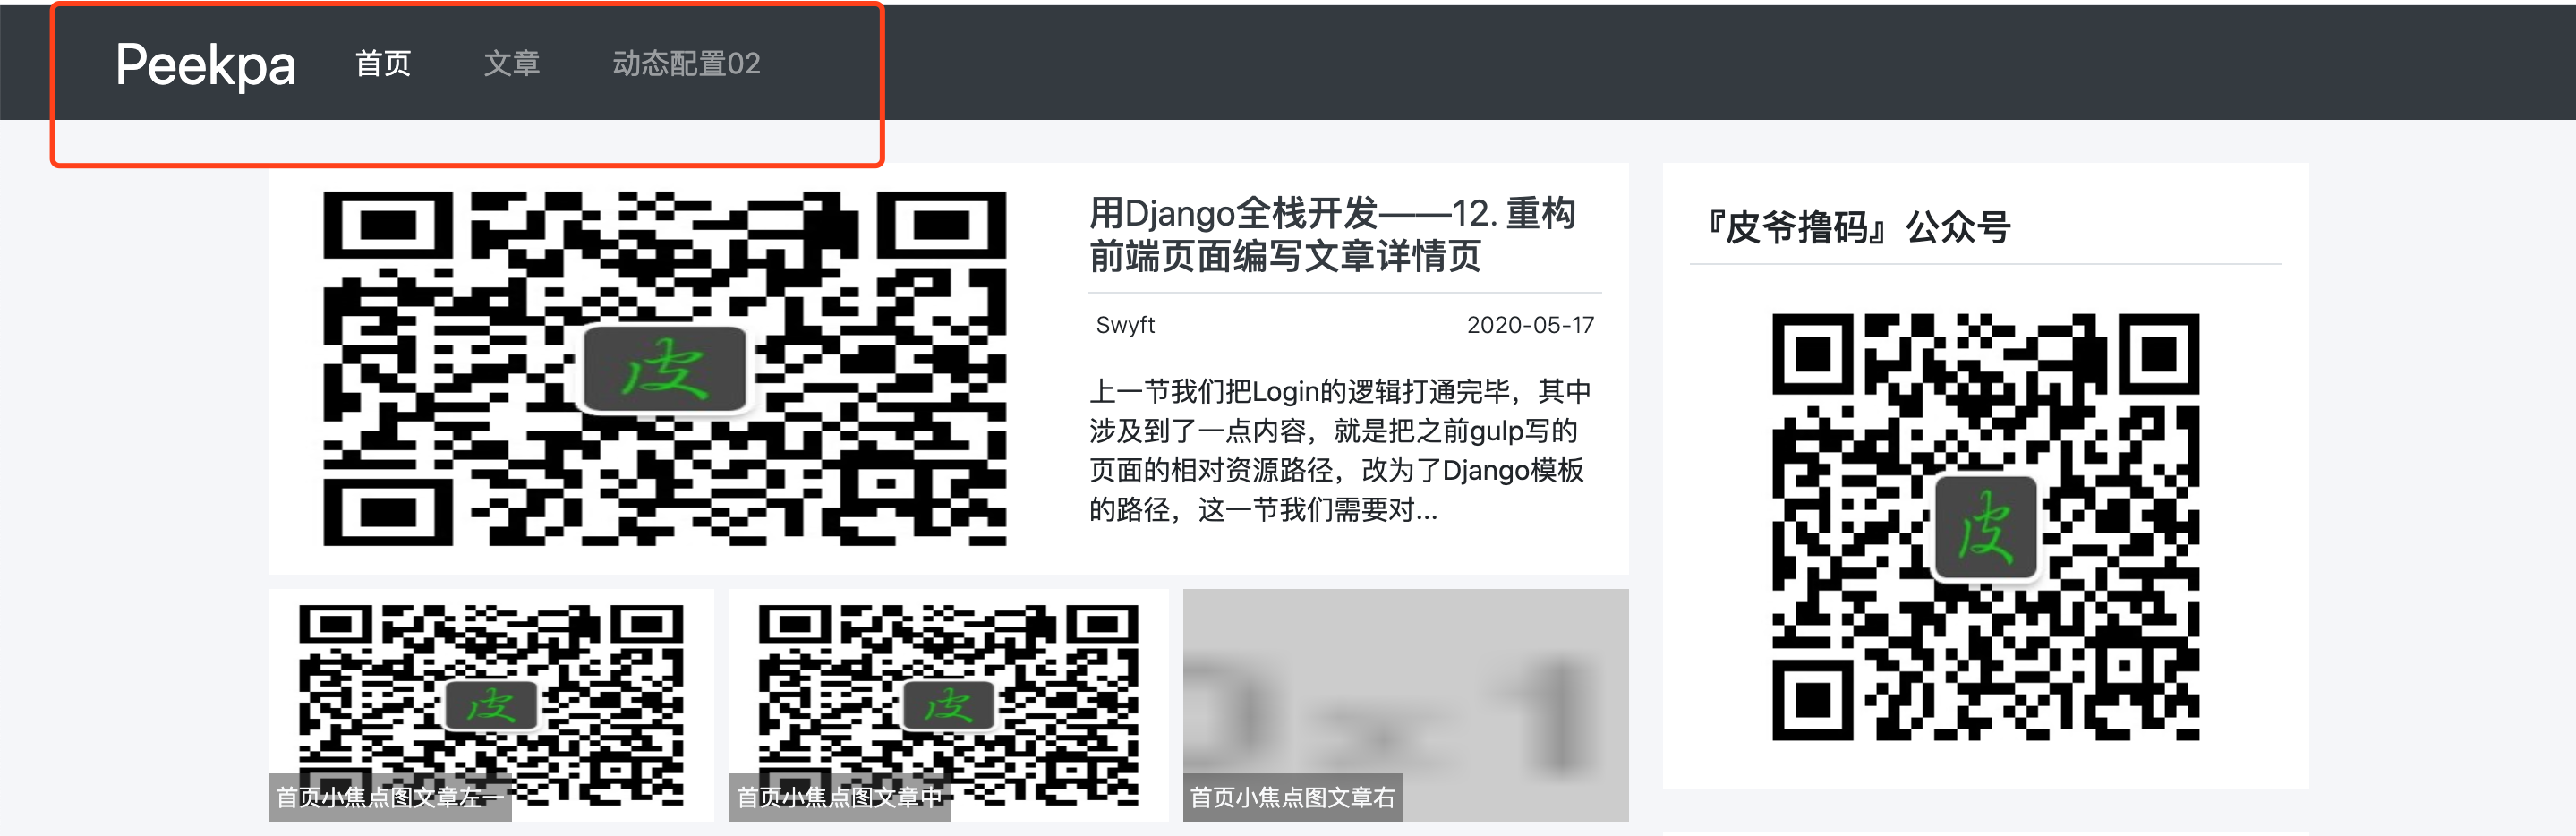 Peekpa 首页 文章 动态配置02
用Django全栈开发——12. 重构
前端页面编写文章详情页
Swyft 2020-05-17
上一节我们把Login的逻辑打通完毕，其中
涉及到了一点内容，就是把之前gulp写的
页面的相对资源路径，改为了Django模板
的路径，这一节我们需要对...
『皮爷撸码』公众号
皮
皮
皮
皮
首页小焦点图文章左一
首页小焦点图文章中
首页小焦点图文章右